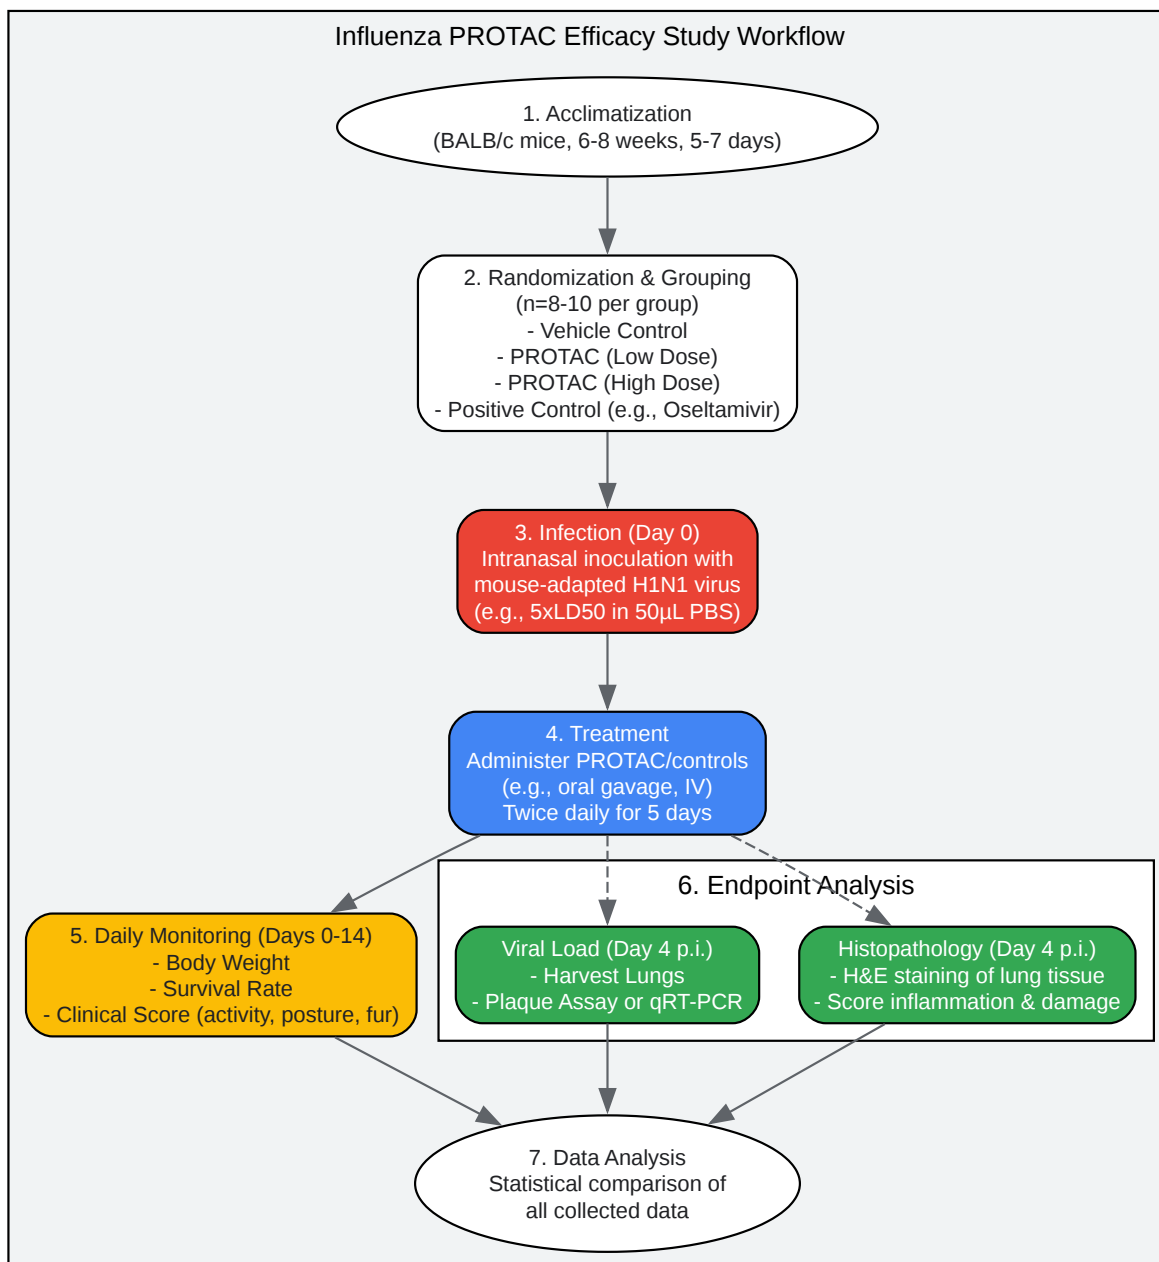 Influenza PROTAC Efficacy Study Workflow
1. Acclimatization
(BALB/c mice, 6-8 weeks, 5-7 days)
2. Randomization & Grouping
(n=8-10 per group)
- Vehicle Control
- PROTAC (Low Dose)
- PROTAC (High Dose)
- Positive Control (e.g., Oseltamivir)
3. Infection (Day 0)
Intranasal inoculation with
mouse-adapted H1N1 virus
(e.g., 5xLD50 in 50µL PBS)
4. Treatment
Administer PROTAC/controls
(e.g., oral gavage, IV)
Twice daily for 5 days
5. Daily Monitoring (Days 0-14)
- Body Weight
- Survival Rate
- Clinical Score (activity, posture, fur)
6. Endpoint Analysis
Viral Load (Day 4 p.i.)
- Harvest Lungs
- Plaque Assay or qRT-PCR
Histopathology (Day 4 p.i.)
- H&E staining of lung tissue
- Score inflammation & damage
7. Data Analysis
Statistical comparison of
all collected data